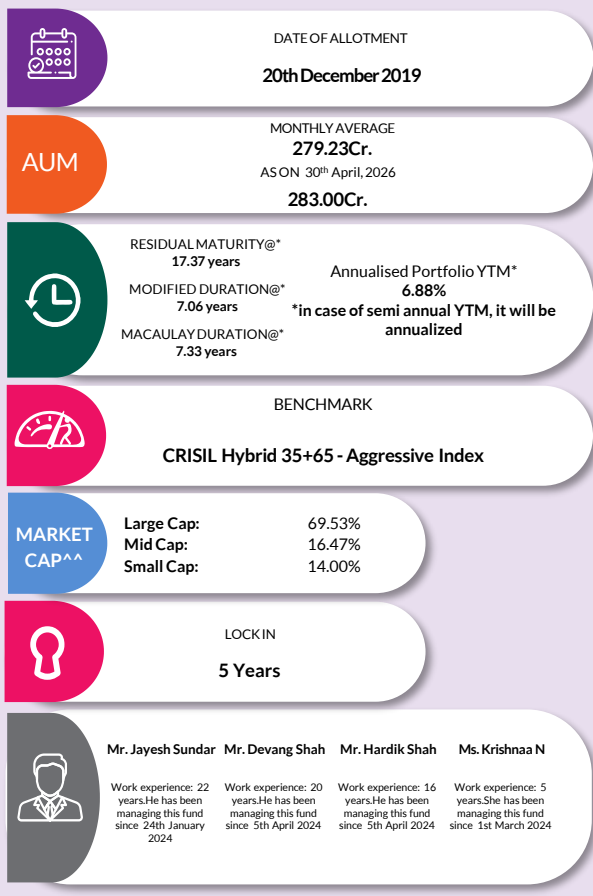 DATE OF ALLOTMENT
20th December 2019
AUM
MONTHLY AVERAGE
279.23Cr.
AS ON 30th April, 2026
283.00Cr.
RESIDUAL MATURITY@*
17.37 years
MODIFIED DURATION@*
7.06 years
MACAULAY DURATION@*
7.33 years
Annualised Portfolio YTM*
6.88%
*in case of semi annual YTM, it will be
annualized
BENCHMARK
CRISIL Hybrid 35+65 - Aggressive Index
MARKET
CAP^^
Large Cap: 69.53%
Mid Cap: 16.47%
Small Cap: 14.00%
LOCK IN
5 Years
Mr. Jayesh Sundar
Work experience: 22
years.He has been
managing this fund
since 24th January
2024
Mr. Devang Shah
Work experience: 20
years.He has been
managing this fund
since 5th April 2024
Mr. Hardik Shah
Work experience: 16
years.He has been
managing this fund
since 5th April 2024
Ms. Krishnaa N
Work experience: 5
years.She has been
managing this fund
since 1st March 2024